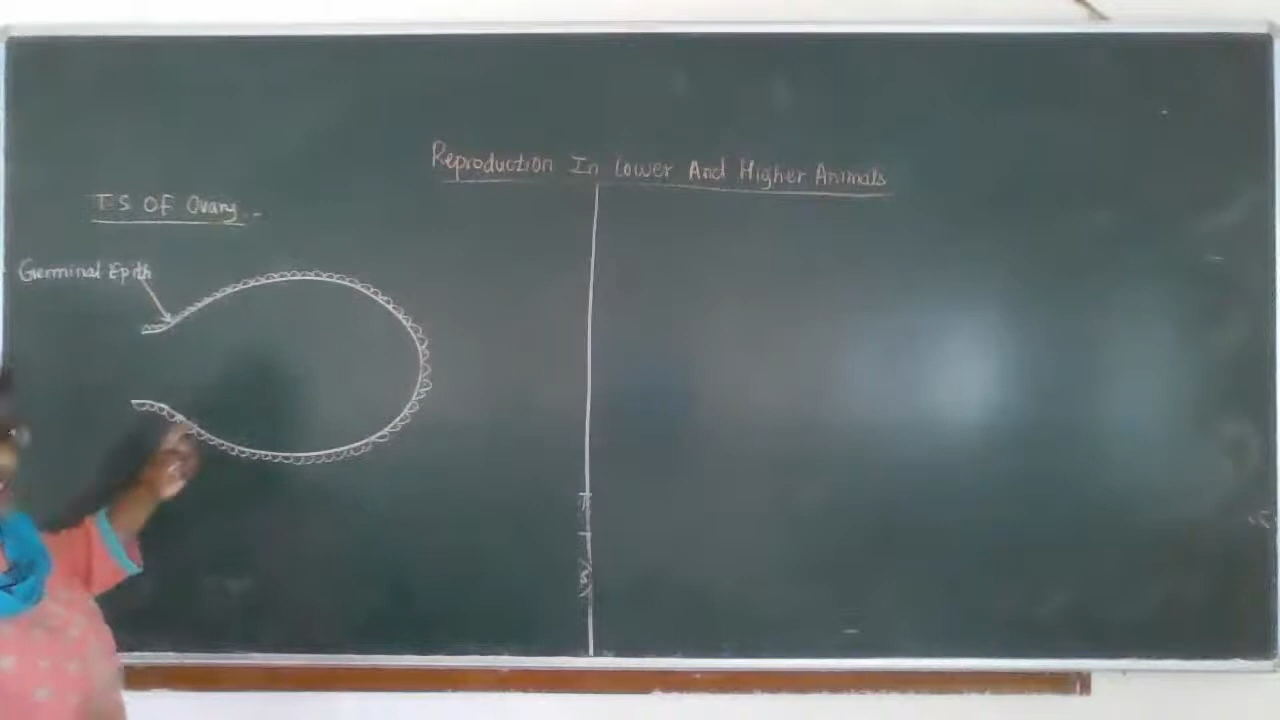 Reproduction In Lower And Higher Animals
T.S OF Ovary..
Germinal Epith